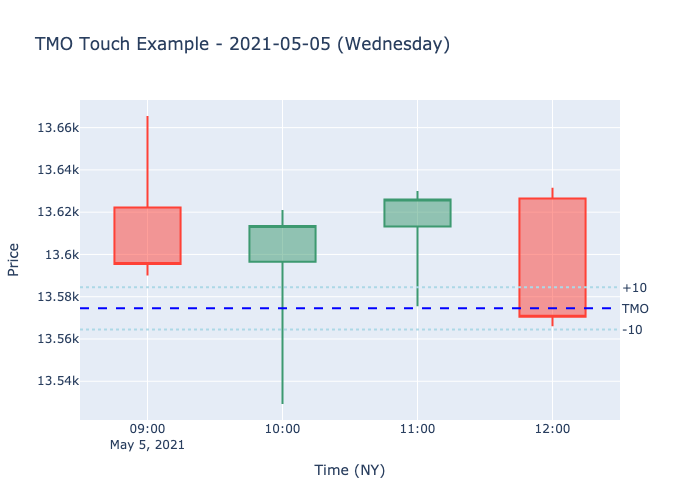 TMO Touch Example - 2021-05-05 (Wednesday)
13.66k
13.64k
13.62k
13.6k
13.58k
13.56k
13.54k
Price
+10
TMO
-10
09:00
May 5, 2021
10:00
11:00
12:00
Time (NY)